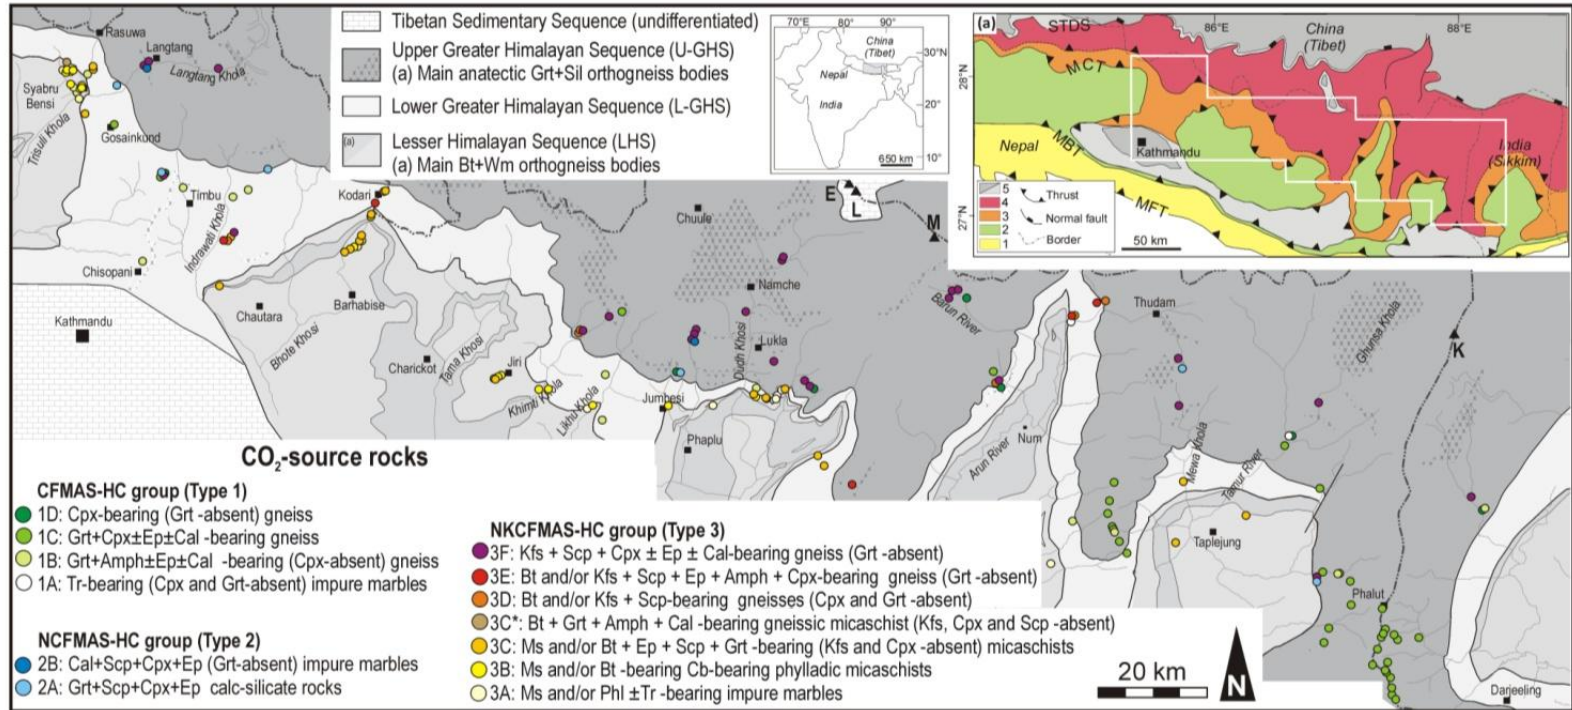 Tibetan Sedimentary Sequence (undifferentiated)
Upper Greater Himalayan Sequence (U-GHS)
(a) Main anatectic Grt+Sil orthogneiss bodies
Lower Greater Himalayan Sequence (L-GHS)
(a)
Lesser Himalayan Sequence (LHS)
(a) Main Bt+Wm orthogneiss bodies
70°E
80°
90°
China
(Tibet)
30°N
Nepal
India
20°
10°
650 km
(a)
STDS
86°E
China
(Tibet)
88°E
28°N
MCT
MBT
Nepal
Kathmandu
India
(Sikkim)
27°N
MFT
5
4
3
2
1
Thrust
Normal fault
Border
50 km
Rasuwa
Langtang
Langtang Khola
Syabru
Bensi
Trisuli Khola
Gosainkund
Timbu
Indrawati Khola
Kodari
Chisopani
Kathmandu
Chautara
Barhabise
Bhote Khosi
Charickot
Tama Khosi
Jiri
Khimti Khola
Likhu Khola
Jumbesi
Phaplu
Chuule
Namche
Dudh Khosi
Lukla
E
L
M
Barun River
Arun River
Num
Thudam
Mewa Khola
Tamur River
Taplejung
Ghunsa Khola
K
Phalut
Darjeeling
CO₂-source rocks
CFMAS-HC group (Type 1)
1D: Cpx-bearing (Grt -absent) gneiss
1C: Grt+Cpx±Ep±Cal -bearing gneiss
1B: Grt+Amph±Ep±Cal -bearing (Cpx-absent) gneiss
1A: Tr-bearing (Cpx and Grt-absent) impure marbles
NCFMAS-HC group (Type 2)
2B: Cal+Scp+Cpx+Ep (Grt-absent) impure marbles
2A: Grt+Scp+Cpx+Ep calc-silicate rocks
NKCFMAS-HC group (Type 3)
3F: Kfs + Scp + Cpx ± Ep ± Cal-bearing gneiss (Grt -absent)
3E: Bt and/or Kfs + Scp + Ep + Amph + Cpx-bearing gneiss (Grt -absent)
3D: Bt and/or Kfs + Scp-bearing gneisses (Cpx and Grt -absent)
3C*: Bt + Grt + Amph + Cal -bearing gneissic micaschist (Kfs, Cpx and Scp -absent)
3C: Ms and/or Bt + Ep + Scp + Grt -bearing (Kfs and Cpx -absent) micaschists
3B: Ms and/or Bt -bearing Cb-bearing phylladic micaschists
3A: Ms and/or Phl ±Tr -bearing impure marbles
20 km
N